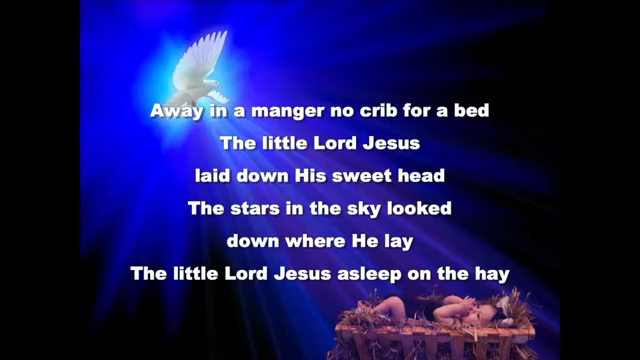 Away in a manger no crib for a bed
The little Lord Jesus
laid down His sweet head
The stars in the sky looked
down where He lay
The little Lord Jesus asleep on the hay